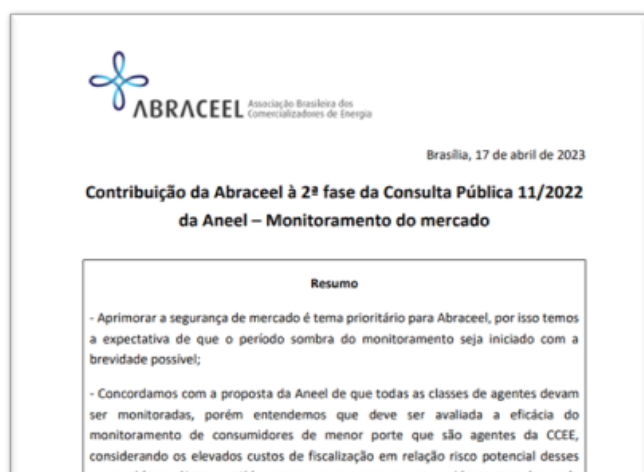 ABRACEEL Associação Brasileira dos
Comercializadores de Energia
Brasília, 17 de abril de 2023
Contribuição da Abraceel à 2ª fase da Consulta Pública 11/2022
da Aneel – Monitoramento do mercado
Resumo
- Aprimorar a segurança de mercado é tema prioritário para Abraceel, por isso temos
a expectativa de que o período sombra do monitoramento seja iniciado com a
brevidade possível;
- Concordamos com a proposta da Aneel de que todas as classes de agentes devam
ser monitoradas, porém entendemos que deve ser avaliada a eficácia do
monitoramento de consumidores de menor porte que são agentes da CCEE,
considerando os elevados custos de fiscalização em relação risco potencial desses